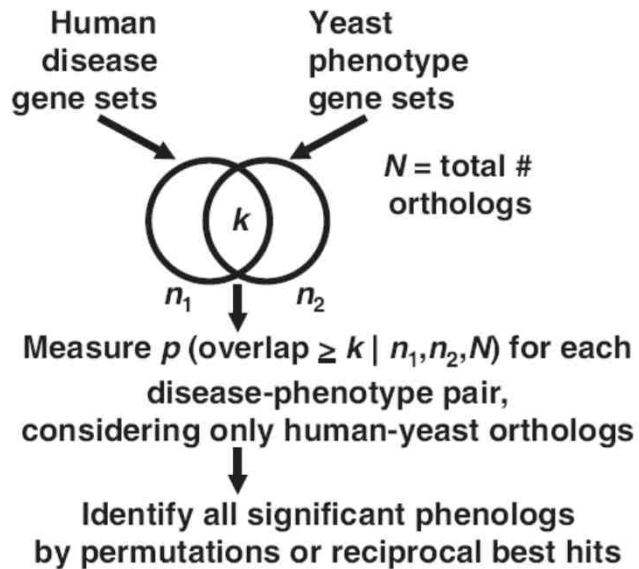 Human
disease
gene sets
Yeast
phenotype
gene sets
N = total #
orthologs
k
n₁
n₂
Measure p (overlap ≥ k | n₁,n₂,N) for each
disease-phenotype pair,
considering only human-yeast orthologs
Identify all significant phenologs
by permutations or reciprocal best hits